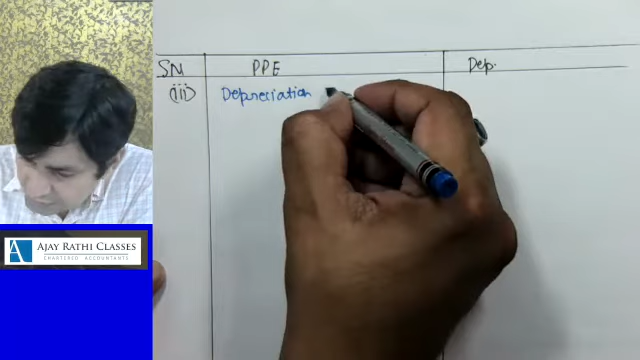 SN PPE Dep.
(iii) Depreciation
AJAY RATHI CLASSES
CHARTERED ACCOUNTANTS